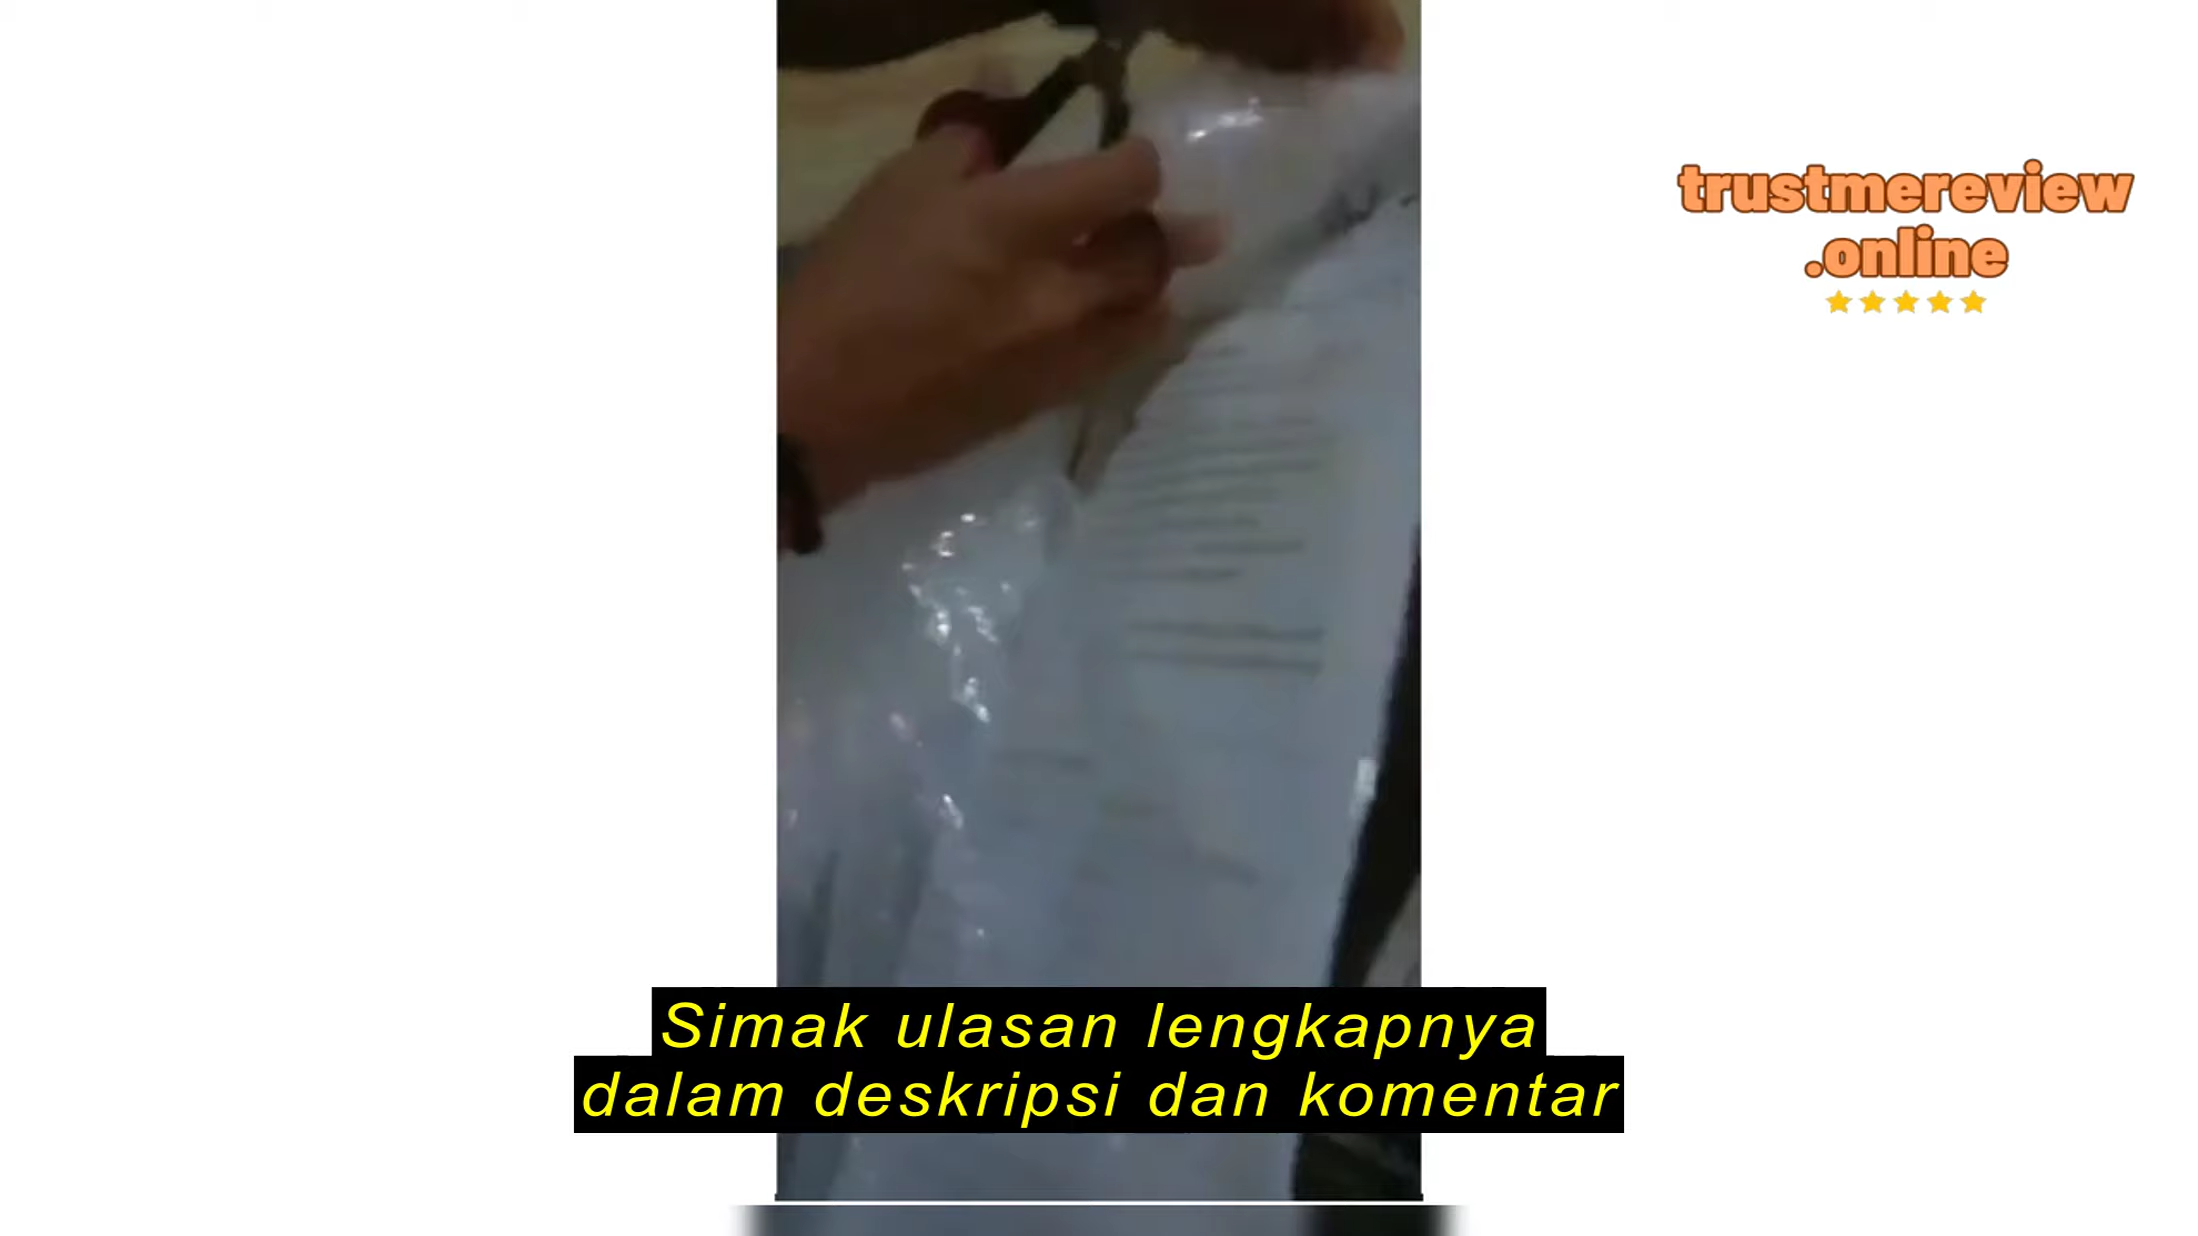 trustmereview
.online
Simak ulasan lengkapnya
dalam deskripsi dan komentar